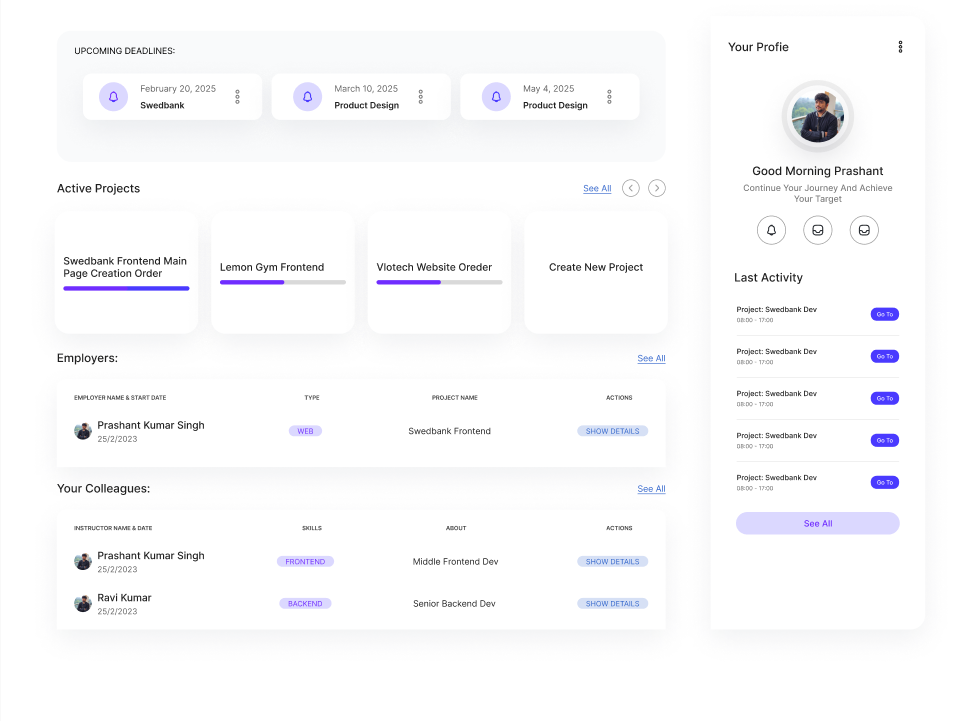 UPCOMING DEADLINES:
February 20, 2025
Swedbank
March 10, 2025
Product Design
May 4, 2025
Product Design
Active Projects
See All
Swedbank Frontend Main
Page Creation Order
Lemon Gym Frontend
Vlotech Website Oreder
Create New Project
Employers:
See All
EMPLOYER NAME & START DATE
TYPE
PROJECT NAME
ACTIONS
Prashant Kumar Singh
25/2/2023
WEB
Swedbank Frontend
SHOW DETAILS
Your Colleagues:
See All
INSTRUCTOR NAME & DATE
SKILLS
ABOUT
ACTIONS
Prashant Kumar Singh
25/2/2023
FRONTEND
Middle Frontend Dev
SHOW DETAILS
Ravi Kumar
25/2/2023
BACKEND
Senior Backend Dev
SHOW DETAILS
Your Profie
Good Morning Prashant
Continue Your Journey And Achieve
Your Target
Last Activity
Project: Swedbank Dev
08:00 - 17:00
Go To
Project: Swedbank Dev
08:00 - 17:00
Go To
Project: Swedbank Dev
08:00 - 17:00
Go To
Project: Swedbank Dev
08:00 - 17:00
Go To
Project: Swedbank Dev
08:00 - 17:00
Go To
See All